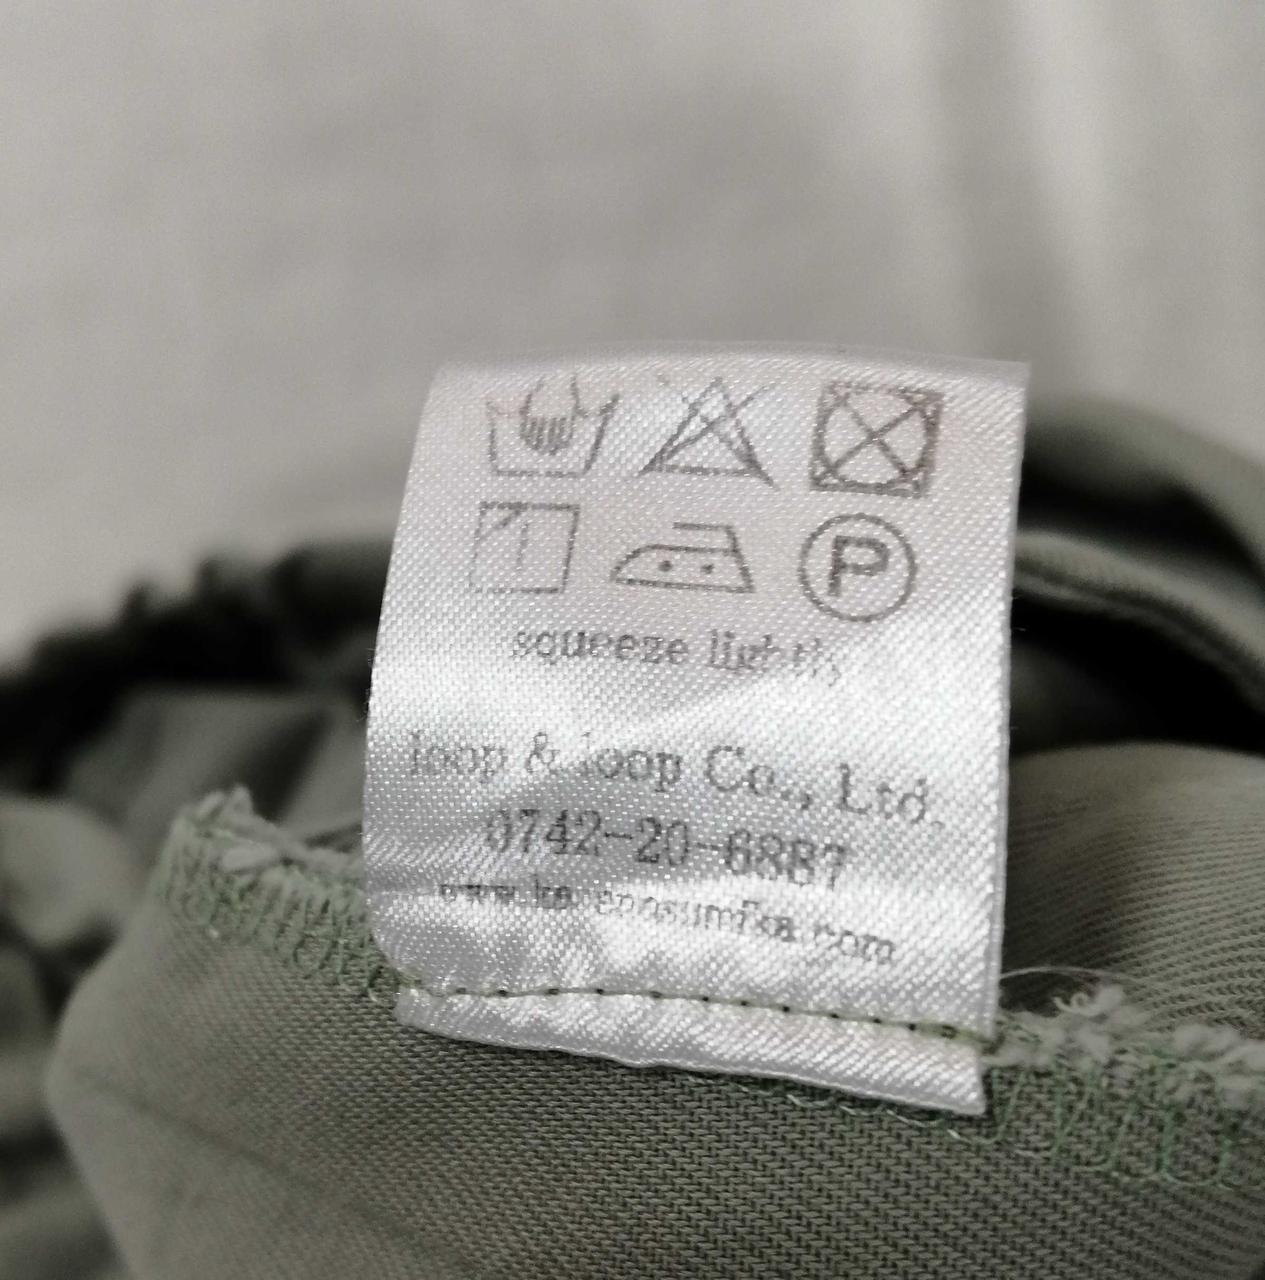 P
squeeze lightly
loop & loop Co., Ltd.
0742-20-6887